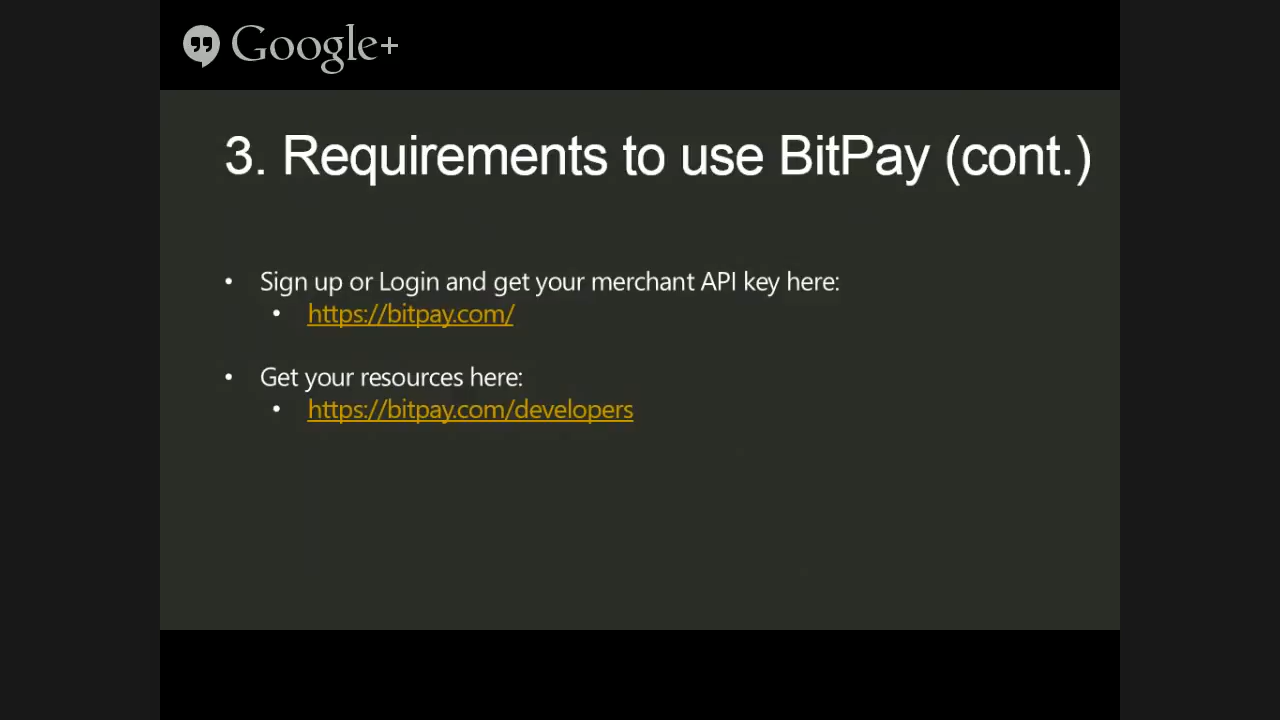 Google+
3. Requirements to use BitPay (cont.)
• Sign up or Login and get your merchant API key here:
• https://bitpay.com/
• Get your resources here:
• https://bitpay.com/developers